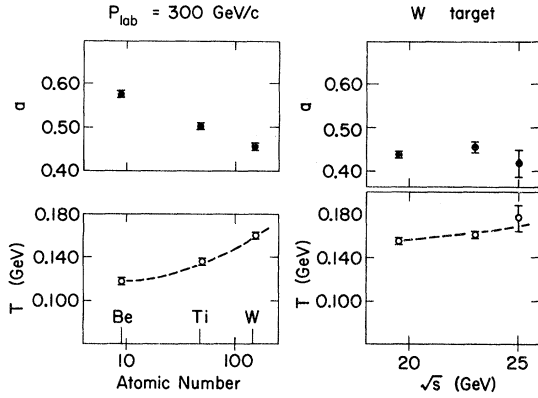 P_lab = 300 GeV/c
W target
a
0.60
0.50
0.40
a
0.60
0.50
0.40
T (GeV)
0.180
0.140
0.100
Be Ti W
10 100
Atomic Number
T (GeV)
0.180
0.140
0.100
20 25
√s (GeV)